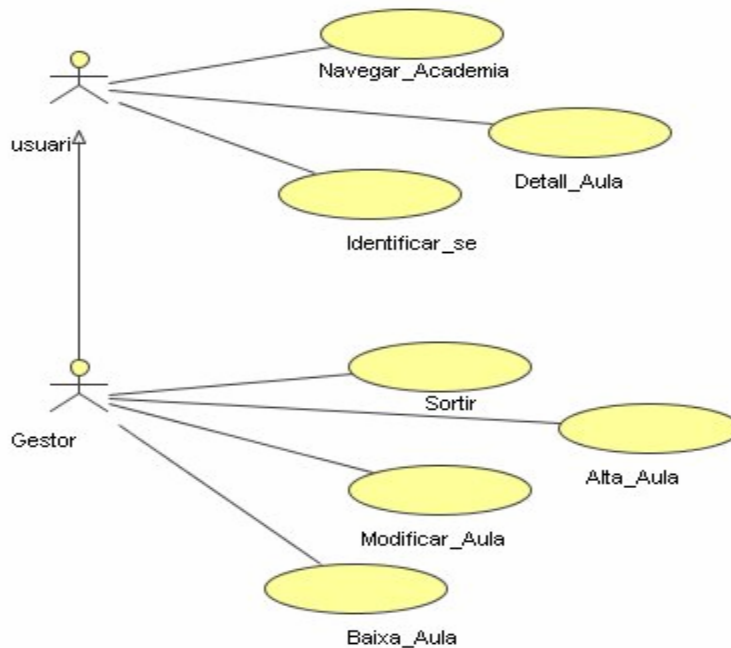 Navegar_Academia
usuari
Detall_Aula
Identificar_se
Sortir
Gestor
Alta_Aula
Modificar_Aula
Baixa_Aula